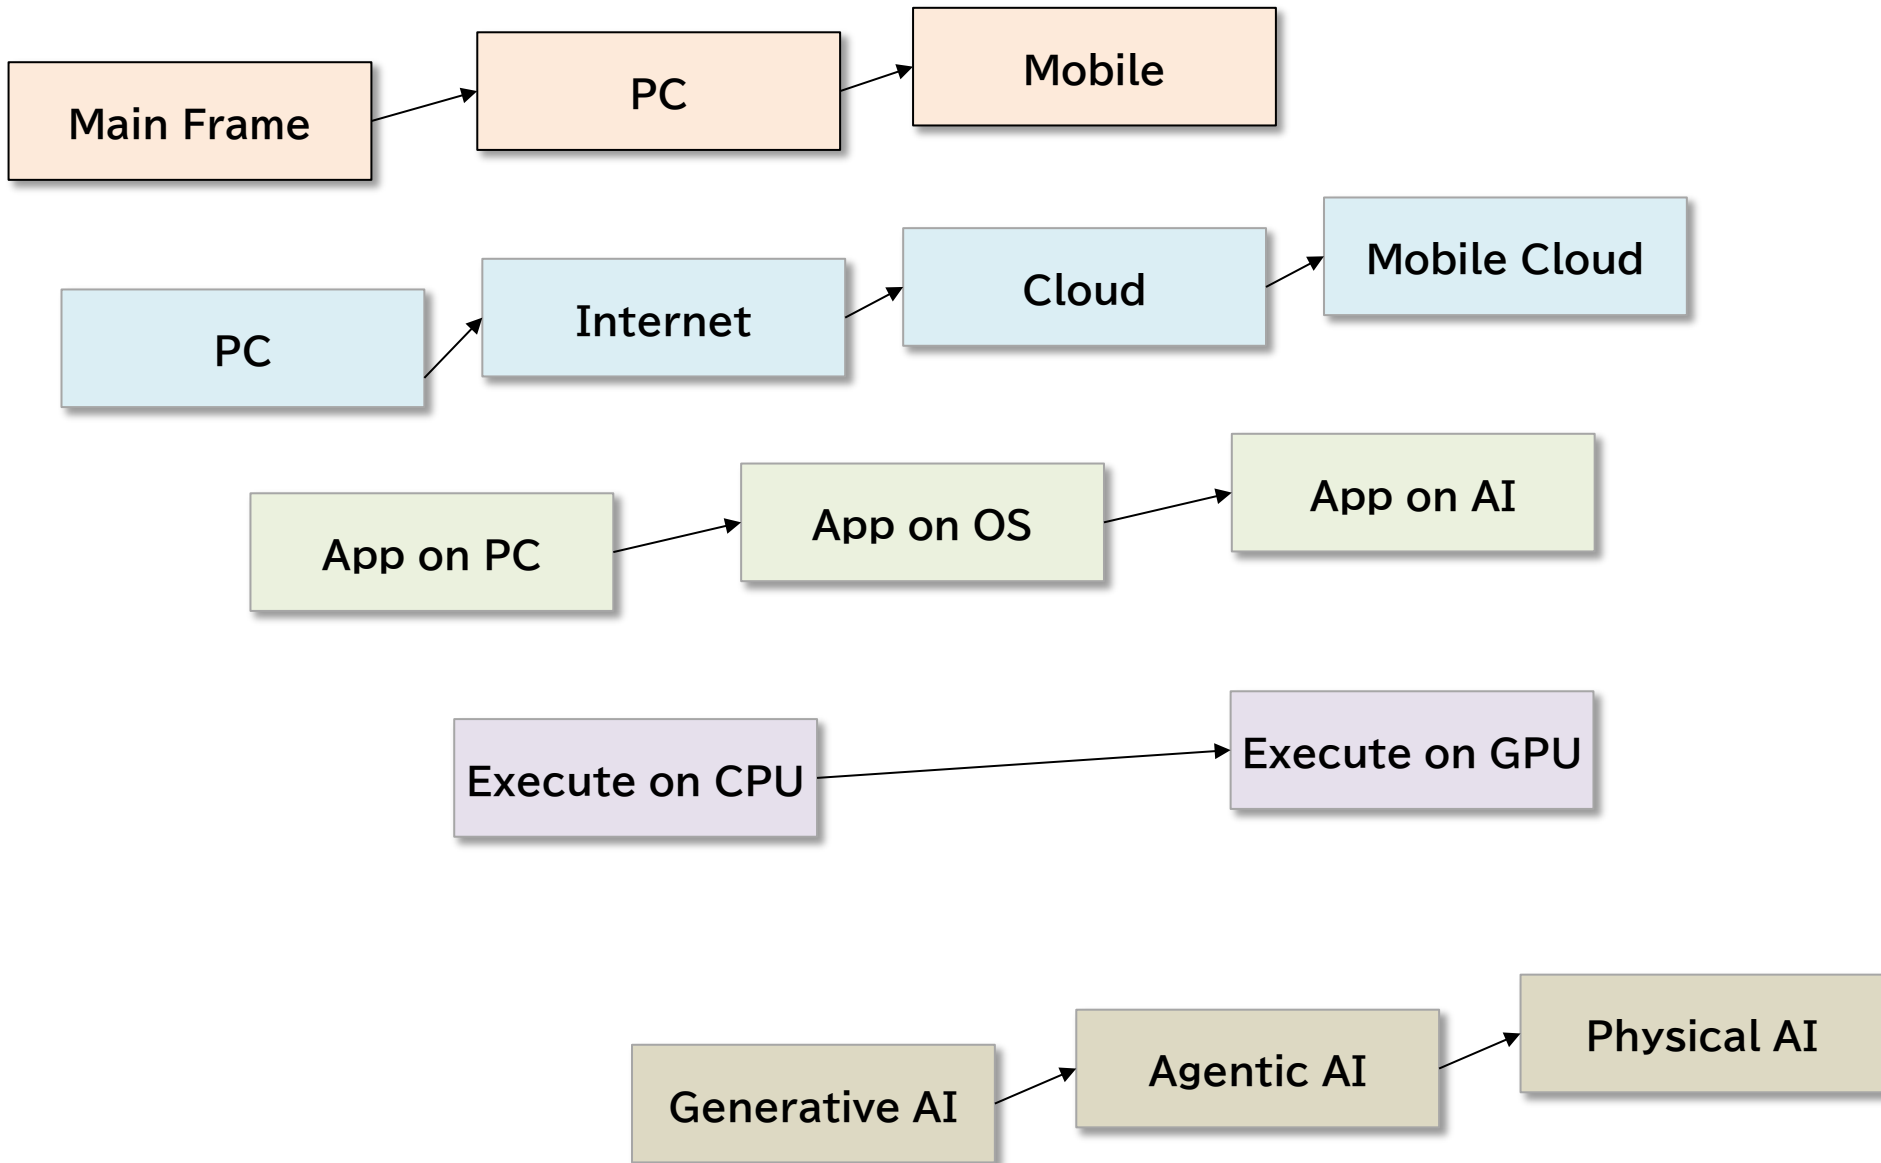 Main Frame
PC
Mobile
PC
Internet
Cloud
Mobile Cloud
App on PC
App on OS
App on AI
Execute on CPU
Execute on GPU
Generative AI
Agentic AI
Physical AI